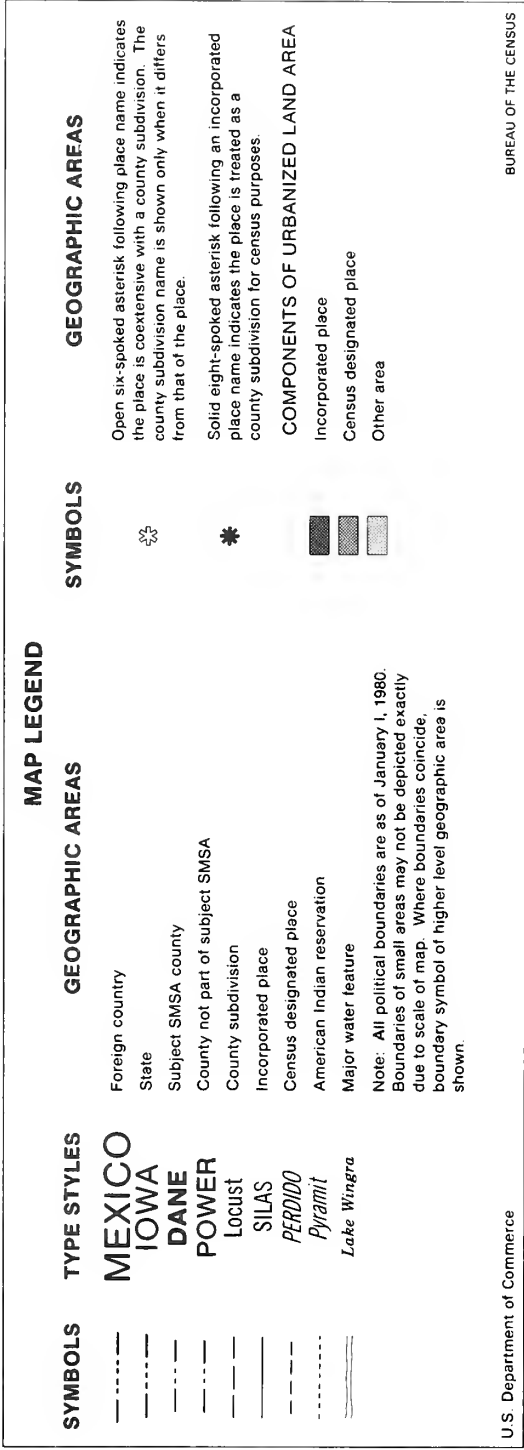 MAP LEGEND
SYMBOLS TYPE STYLES GEOGRAPHIC AREAS
MEXICO Foreign country
IOWA State
DANE Subject SMSA county
POWER County not part of subject SMSA
Locust County subdivision
SILAS Incorporated place
PERDIDO Census designated place
Pyramit American Indian reservation
Lake Wingra Major water feature
Note: All political boundaries are as of January 1, 1980.
Boundaries of small areas may not be depicted exactly
due to scale of map. Where boundaries coincide,
boundary symbol of higher level geographic area is
shown.
SYMBOLS GEOGRAPHIC AREAS
Open six-spoked asterisk following place name indicates
the place is coextensive with a county subdivision. The
county subdivision name is shown only when it differs
from that of the place.
Solid eight-spoked asterisk following an incorporated
place name indicates the place is treated as a
county subdivision for census purposes.
COMPONENTS OF URBANIZED LAND AREA
Incorporated place
Census designated place
Other area
U.S. Department of Commerce
BUREAU OF THE CENSUS